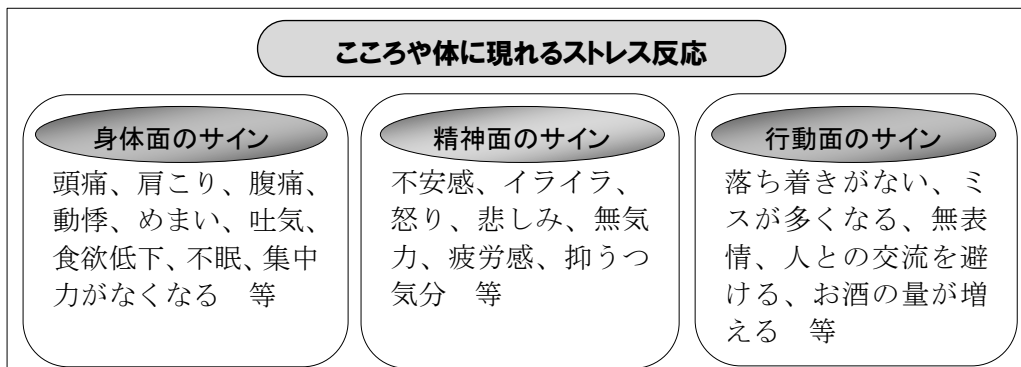 こころや体に現れるストレス反応
身体面のサイン
頭痛、肩こり、腹痛、
動悸、めまい、吐気、
食欲低下、不眠、集中
力がなくなる　等
精神面のサイン
不安感、イライラ、
怒り、悲しみ、無気
力、疲労感、抑うつ
気分　等
行動面のサイン
落ち着きがない、ミ
スが多くなる、無表
情、人との交流を避
ける、お酒の量が増
える　等